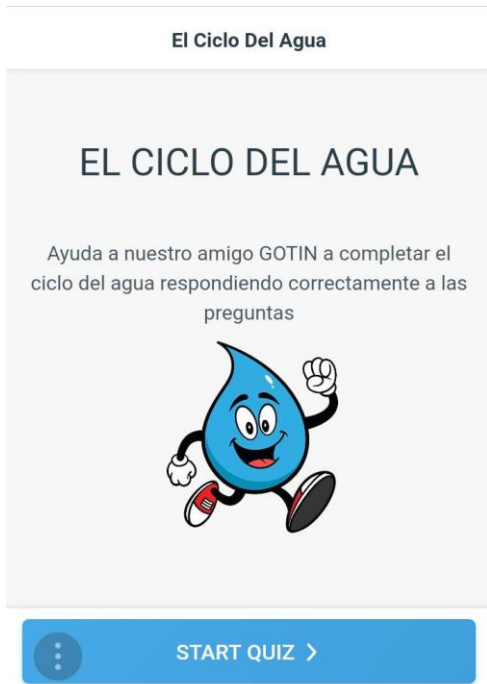 El Ciclo Del Agua
EL CICLO DEL AGUA
Ayuda a nuestro amigo GOTIN a completar el
ciclo del agua respondiendo correctamente a las
preguntas
START QUIZ